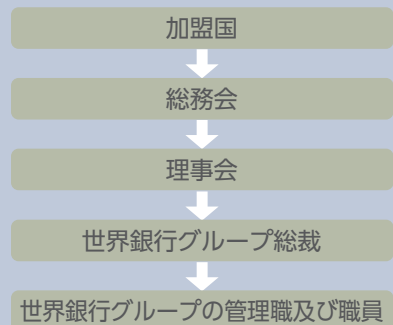 加盟国
総務会
理事会
世界銀行グループ総裁
世界銀行グループの管理職及び職員